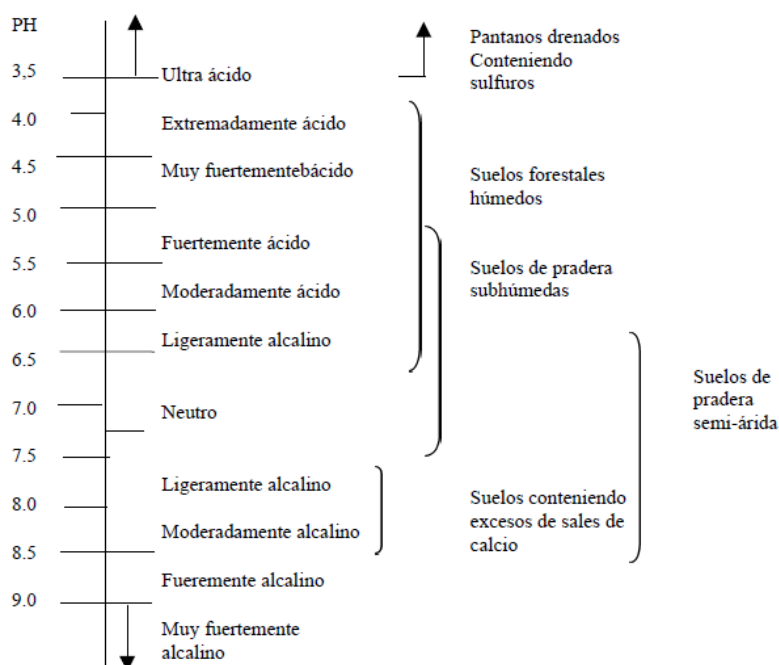 PH
3,5
4.0
4.5
5.0
5.5
6.0
6.5
7.0
7.5
8.0
8.5
9.0
Ultra ácido
Extremadamente ácido
Muy fuertementebácido
Fuertemente ácido
Moderadamente ácido
Ligeramente alcalino
Neutro
Ligeramente alcalino
Moderadamente alcalino
Fueremente alcalino
Muy fuertemente
alcalino
Pantanos drenados
Conteniendo
sulfuros
Suelos forestales
húmedos
Suelos de pradera
subhúmedas
Suelos conteniendo
excesos de sales de
calcio
Suelos de
pradera
semi-árida